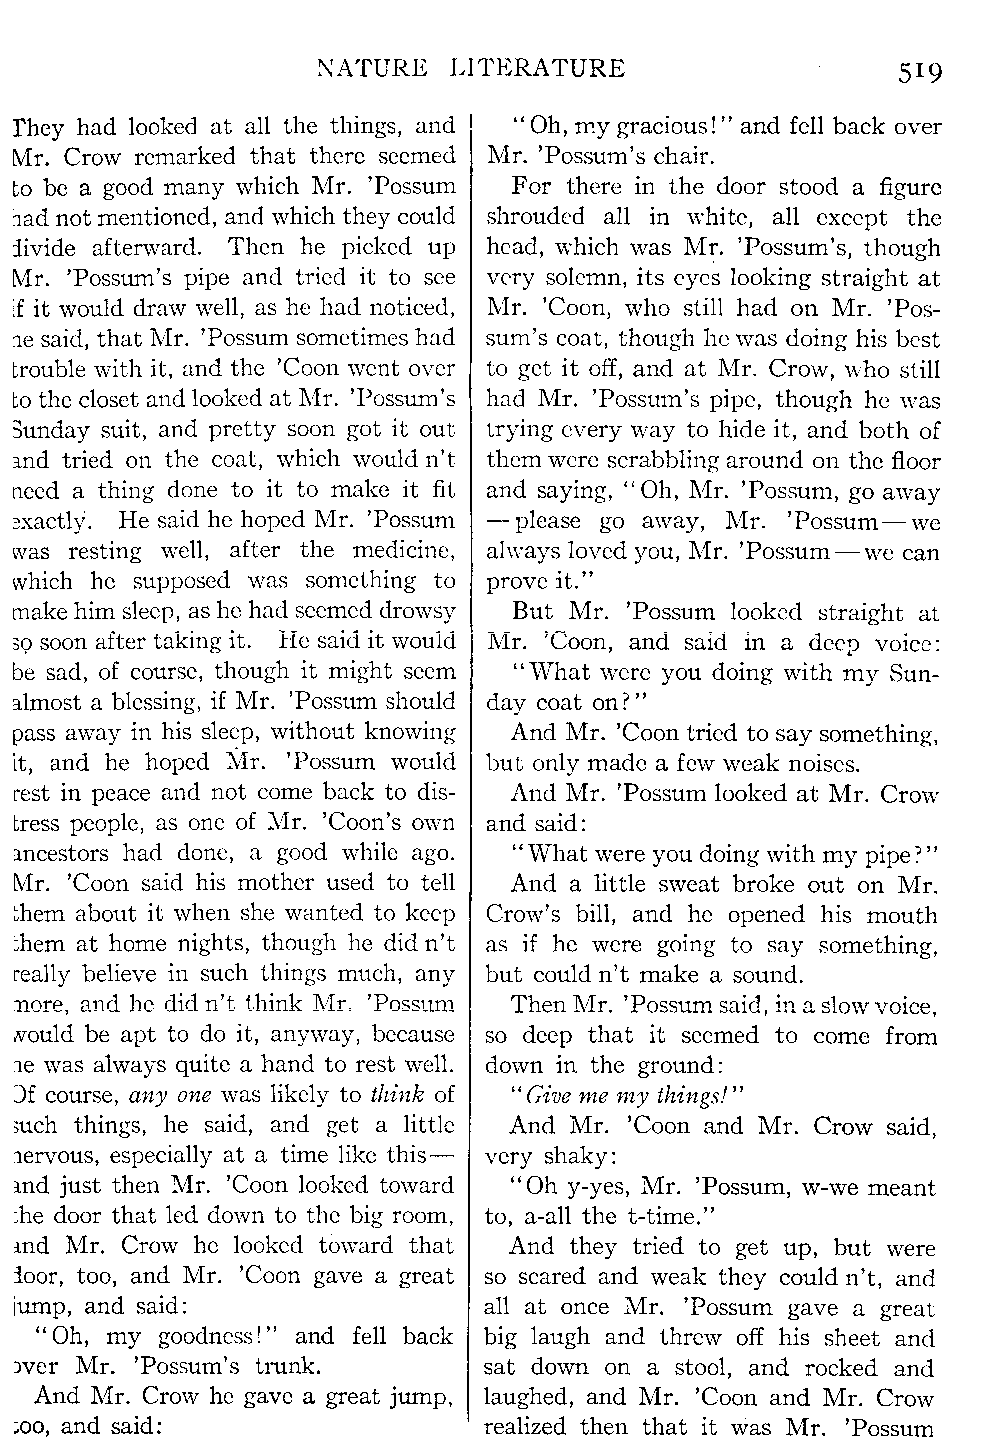 NATURE LITERATURE 519
They had looked at all the things, and
Mr. Crow remarked that there seemed
to be a good many which Mr. 'Possum
had not mentioned, and which they could
divide afterward. Then he picked up
Mr. 'Possum's pipe and tried it to see
if it would draw well, as he had noticed,
he said, that Mr. 'Possum sometimes had
trouble with it, and the 'Coon went over
to the closet and looked at Mr. 'Possum's
Sunday suit, and pretty soon got it out
and tried on the coat, which would n't
need a thing done to it to make it fit
exactly. He said he hoped Mr. 'Possum
was resting well, after the medicine,
which he supposed was something to
make him sleep, as he had seemed drowsy
so soon after taking it. He said it would
be sad, of course, though it might seem
almost a blessing, if Mr. 'Possum should
pass away in his sleep, without knowing
it, and he hoped Mr. 'Possum would
rest in peace and not come back to dis-
tress people, as one of Mr. 'Coon's own
ancestors had done, a good while ago.
Mr. 'Coon said his mother used to tell
them about it when she wanted to keep
them at home nights, though he did n't
really believe in such things much, any
more, and he did n't think Mr. 'Possum
would be apt to do it, anyway, because
he was always quite a hand to rest well.
Of course, any one was likely to think of
such things, he said, and get a little
nervous, especially at a time like this—
and just then Mr. 'Coon looked toward
the door that led down to the big room,
and Mr. Crow he looked toward that
door, too, and Mr. 'Coon gave a great
jump, and said:
"Oh, my goodness!" and fell back
over Mr. 'Possum's trunk.
And Mr. Crow he gave a great jump,
too, and said:
"Oh, my gracious!" and fell back over
Mr. 'Possum's chair.
For there in the door stood a figure
shrouded all in white, all except the
head, which was Mr. 'Possum's, though
very solemn, its eyes looking straight at
Mr. 'Coon, who still had on Mr. 'Pos-
sum's coat, though he was doing his best
to get it off, and at Mr. Crow, who still
had Mr. 'Possum's pipe, though he was
trying every way to hide it, and both of
them were scrabbling around on the floor
and saying, "Oh, Mr. 'Possum, go away
—please go away, Mr. 'Possum—we
always loved you, Mr. 'Possum—we can
prove it."
But Mr. 'Possum looked straight at
Mr. 'Coon, and said in a deep voice:
"What were you doing with my Sun-
day coat on?"
And Mr. 'Coon tried to say something,
but only made a few weak noises.
And Mr. 'Possum looked at Mr. Crow
and said:
"What were you doing with my pipe?"
And a little sweat broke out on Mr.
Crow's bill, and he opened his mouth
as if he were going to say something,
but could n't make a sound.
Then Mr. 'Possum said, in a slow voice,
so deep that it seemed to come from
down in the ground:
"Give me my things!"
And Mr. 'Coon and Mr. Crow said,
very shaky:
"Oh y-yes, Mr. 'Possum, w-we meant
to, a-all the t-time."
And they tried to get up, but were
so scared and weak they could n't, and
all at once Mr. 'Possum gave a great
big laugh and threw off his sheet and
sat down on a stool, and rocked and
laughed, and Mr. 'Coon and Mr. Crow
realized then that it was Mr. 'Possum